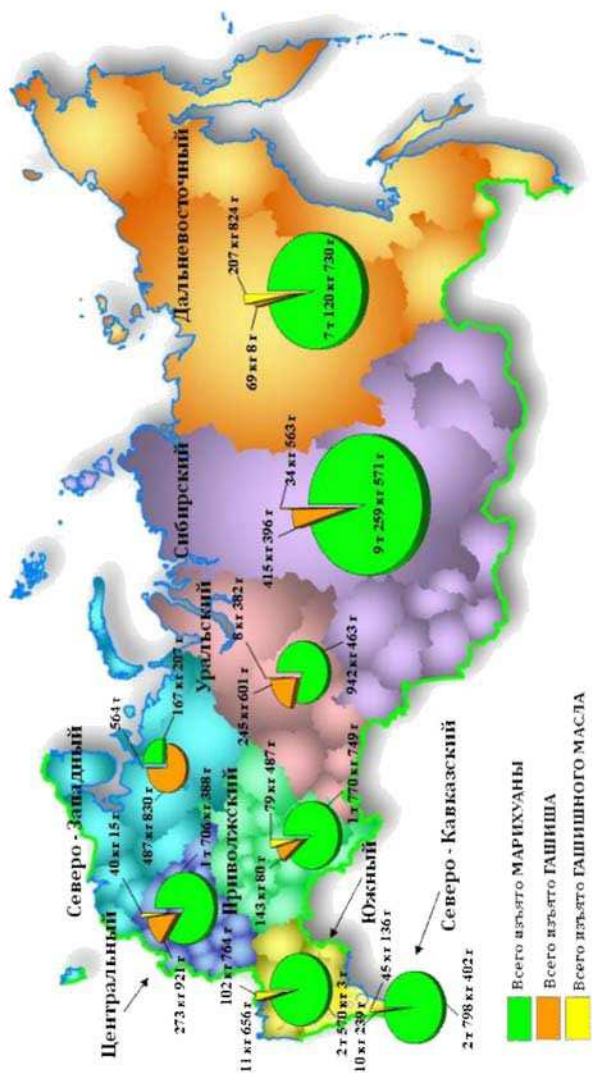 Северо - Западный
564 г
487 кг 830 г
167 кг 207 г
Центральный
40 кг 15 г
273 кг 921 г
1 т 706 кг 388 г
Приволжский
79 кг 487 г
143 кг 80 г
1 т 770 кг 749 г
Уральский
8 кг 382 г
245 кг 601 г
942 кг 463 г
Сибирский
34 кг 563 г
415 кг 396 г
9 т 259 кг 571 г
Дальневосточный
207 кг 824 г
69 кг 8 г
7 т 120 кг 730 г
Южный
102 кг 764 г
11 кг 656 г
2 т 570 кг 3 г
Северо - Кавказский
45 кг 136 г
10 кг 239 г
2 т 798 кг 402 г
Всего изъято МАРИХУАНЫ
Всего изъято ГАШИША
Всего изъято ГАШИШНОГО МАСЛА